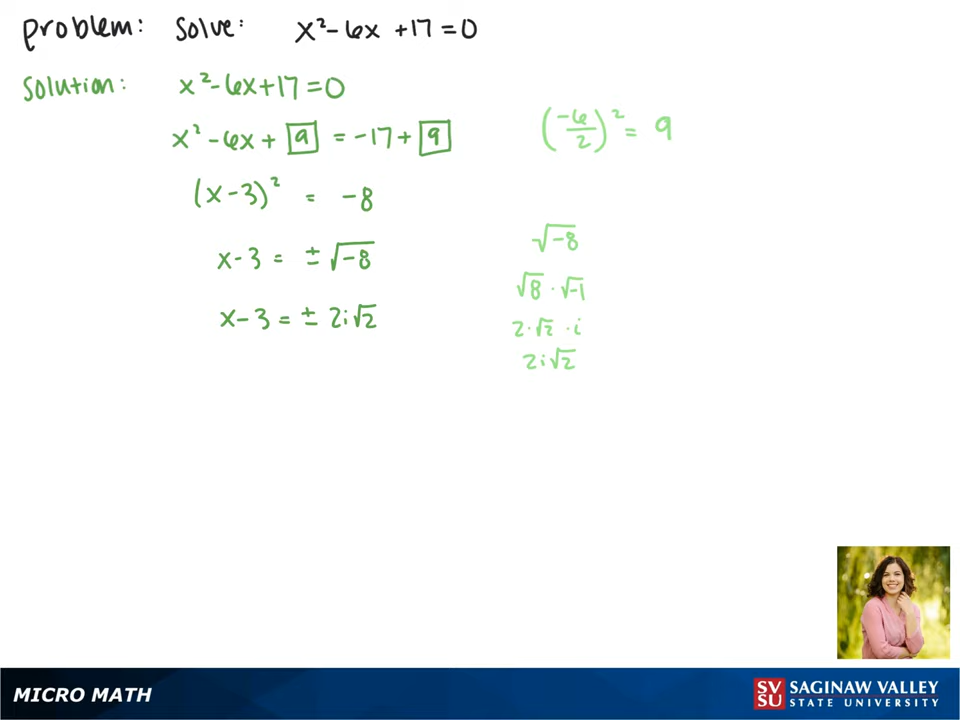 problem: Solve: x² - 6x + 17 = 0
Solution: x² - 6x + 17 = 0
x² - 6x + 9 = -17 + 9
(-6/2)² = 9
(x - 3)² = -8
x - 3 = ± √-8
x - 3 = ± 2i√2
√-8
√8 · √-1
2 · √2 · i
2i√2
MICRO MATH
SVSU SAGINAW VALLEY
STATE UNIVERSITY